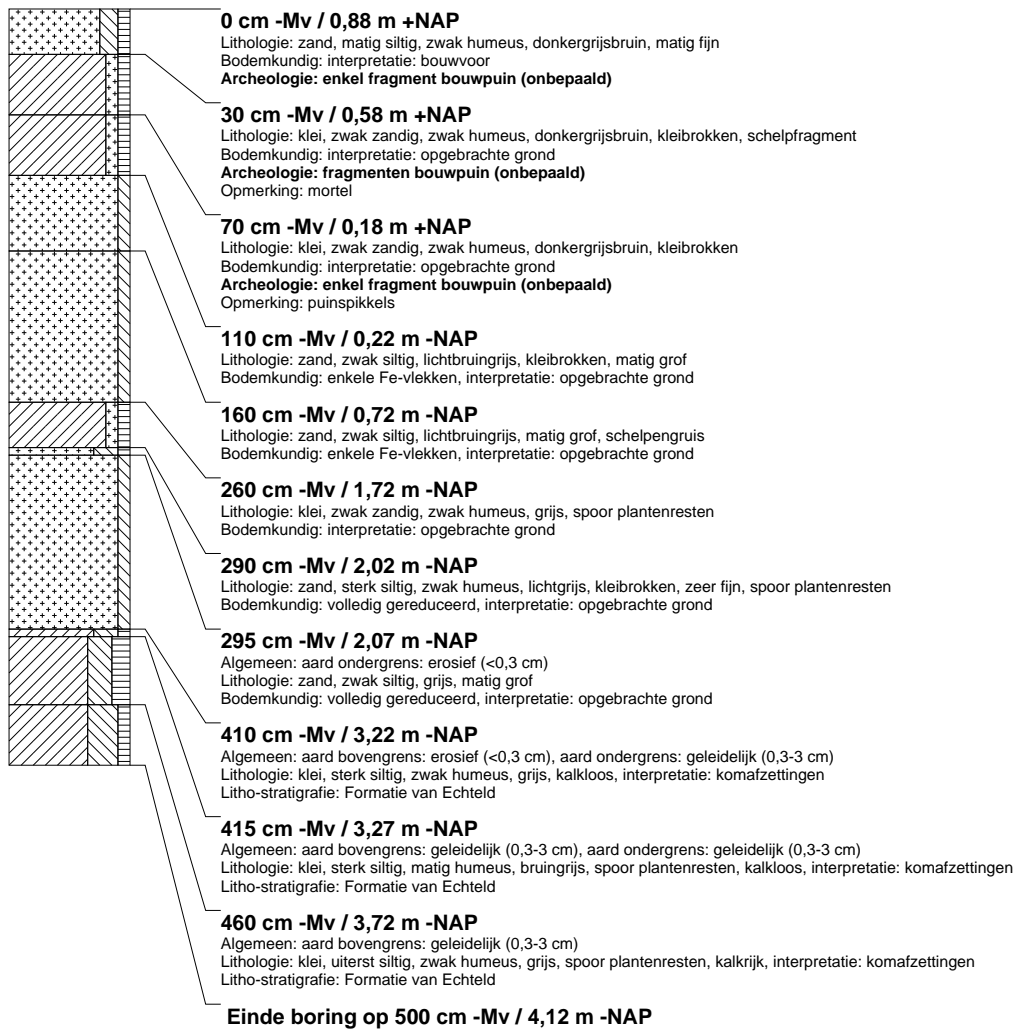 0 cm -Mv / 0,88 m +NAP
Lithologie: zand, matig siltig, zwak humeus, donkergrijsbruin, matig fijn
Bodemkundig: interpretatie: bouwvoor
Archeologie: enkel fragment bouwpuin (onbepaald)
30 cm -Mv / 0,58 m +NAP
Lithologie: klei, zwak zandig, zwak humeus, donkergrijsbruin, kleibrokken, schelpfragment
Bodemkundig: interpretatie: opgebrachte grond
Archeologie: fragmenten bouwpuin (onbepaald)
Opmerking: mortel
70 cm -Mv / 0,18 m +NAP
Lithologie: klei, zwak zandig, zwak humeus, donkergrijsbruin, kleibrokken
Bodemkundig: interpretatie: opgebrachte grond
Archeologie: enkel fragment bouwpuin (onbepaald)
Opmerking: puinspikkels
110 cm -Mv / 0,22 m -NAP
Lithologie: zand, zwak siltig, lichtbruingrijs, kleibrokken, matig grof
Bodemkundig: enkele Fe-vlekken, interpretatie: opgebrachte grond
160 cm -Mv / 0,72 m -NAP
Lithologie: zand, zwak siltig, lichtbruingrijs, matig grof, schelpengruis
Bodemkundig: enkele Fe-vlekken, interpretatie: opgebrachte grond
260 cm -Mv / 1,72 m -NAP
Lithologie: klei, zwak zandig, zwak humeus, grijs, spoor plantenresten
Bodemkundig: interpretatie: opgebrachte grond
290 cm -Mv / 2,02 m -NAP
Lithologie: zand, sterk siltig, zwak humeus, lichtgrijs, kleibrokken, zeer fijn, spoor plantenresten
Bodemkundig: volledig gereduceerd, interpretatie: opgebrachte grond
295 cm -Mv / 2,07 m -NAP
Algemeen: aard ondergrens: erosief (<0,3 cm)
Lithologie: zand, zwak siltig, grijs, matig grof
Bodemkundig: volledig gereduceerd, interpretatie: opgebrachte grond
410 cm -Mv / 3,22 m -NAP
Algemeen: aard bovengrens: erosief (<0,3 cm), aard ondergrens: geleidelijk (0,3-3 cm)
Lithologie: klei, sterk siltig, zwak humeus, grijs, kalkloos, interpretatie: komafzettingen
Litho-stratigrafie: Formatie van Echteld
415 cm -Mv / 3,27 m -NAP
Algemeen: aard bovengrens: geleidelijk (0,3-3 cm), aard ondergrens: geleidelijk (0,3-3 cm)
Lithologie: klei, sterk siltig, matig humeus, bruingrijs, spoor plantenresten, kalkloos, interpretatie: komafzettingen
Litho-stratigrafie: Formatie van Echteld
460 cm -Mv / 3,72 m -NAP
Algemeen: aard bovengrens: geleidelijk (0,3-3 cm)
Lithologie: klei, uiterst siltig, zwak humeus, grijs, spoor plantenresten, kalkrijk, interpretatie: komafzettingen
Litho-stratigrafie: Formatie van Echteld
Einde boring op 500 cm -Mv / 4,12 m -NAP